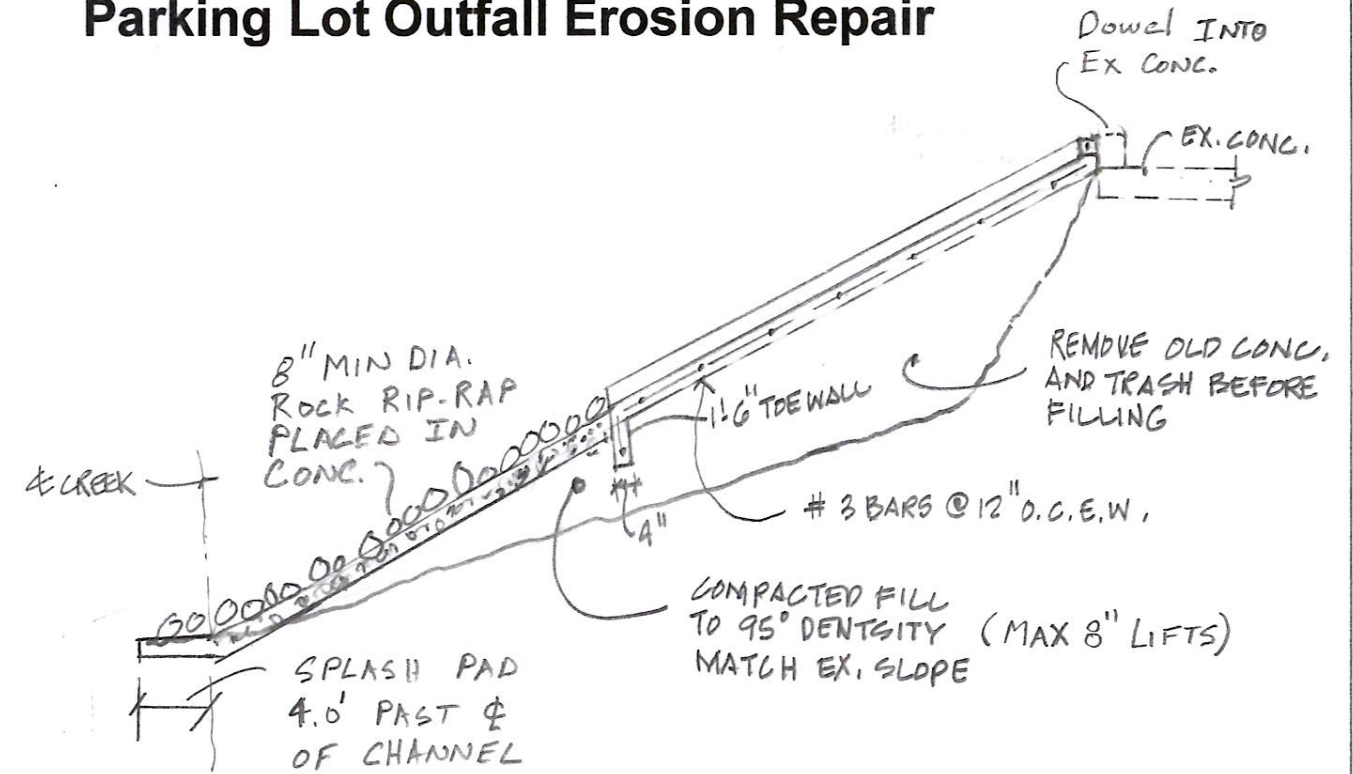 Parking Lot Outfall Erosion Repair
Dowel INTO
EX CONC.
EX. CONC.
8" MIN DIA.
ROCK RIP-RAP
PLACED IN
CONC.
REMOVE OLD CONC.
AND TRASH BEFORE
FILLING
1'-6" TOEWALL
℄ CREEK
# 3 BARS @ 12" O.C.E.W.
4"
COMPACTED FILL
TO 95° DENTSITY (MAX 8" LIFTS)
MATCH EX. SLOPE
SPLASH PAD
4.0' PAST ℄
OF CHANNEL